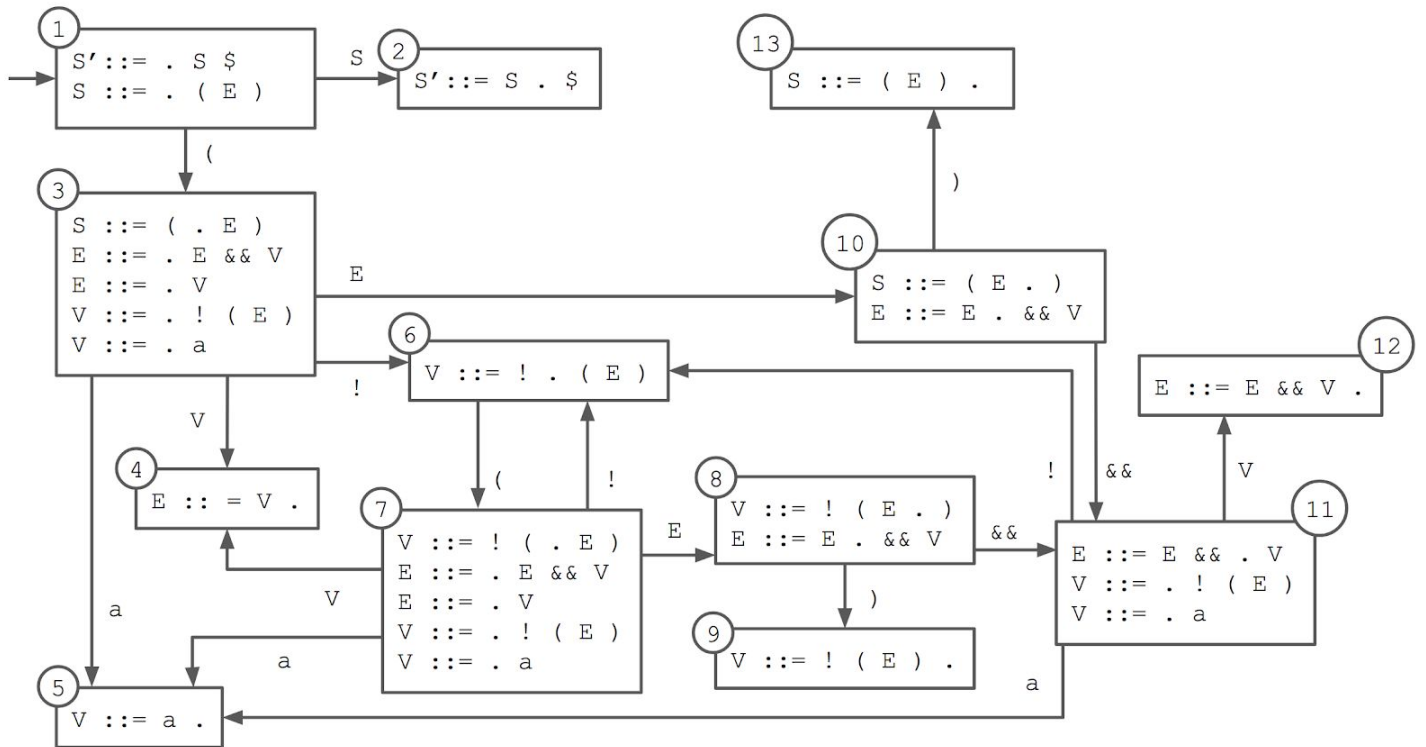 1
S'::= . S $
S ::= . ( E )
S
2
S'::= S . $
(
3
S ::= ( . E )
E ::= . E && V
E ::= . V
V ::= . ! ( E )
V ::= . a
E
!
V
a
4
E :: = V .
5
V ::= a .
6
V ::= ! . ( E )
(
!
7
V ::= ! ( . E )
E ::= . E && V
E ::= . V
V ::= . ! ( E )
V ::= . a
V
a
E
8
V ::= ! ( E . )
E ::= E . && V
&&
)
9
V ::= ! ( E ) .
13
S ::= ( E ) .
)
10
S ::= ( E . )
E ::= E . && V
&&
!
12
E ::= E && V .
V
11
E ::= E && . V
V ::= . ! ( E )
V ::= . a
a